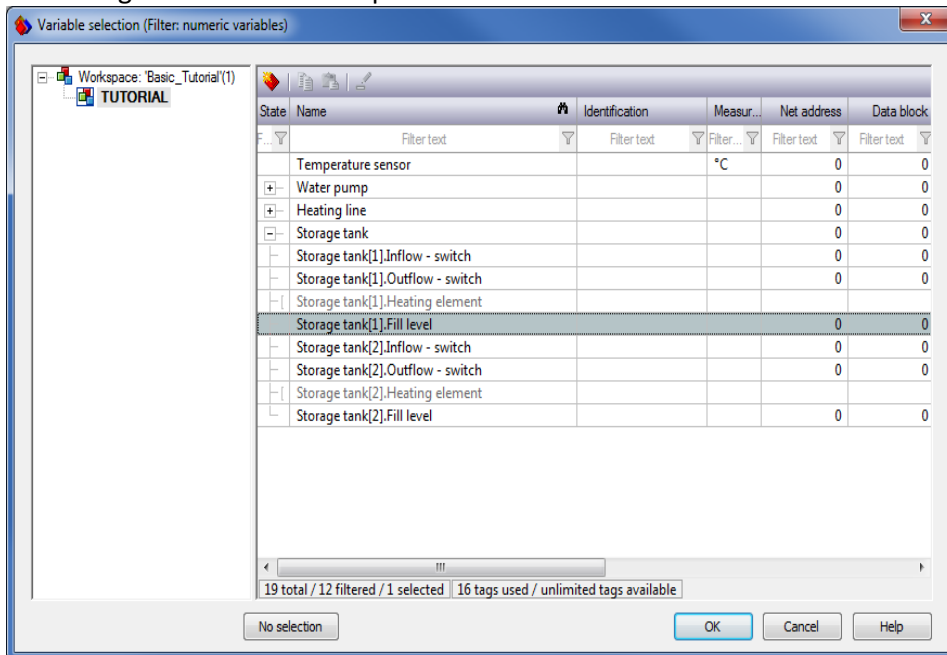 Variable selection (Filter: numeric variables)
Workspace: 'Basic_Tutorial'(1)
TUTORIAL
State Name Identification Measur... Net address Data block
F... Filter text Filter text Filter... Filter text Filter text
Temperature sensor °C 0 0
Water pump 0 0
Heating line 0 0
Storage tank 0 0
Storage tank[1].Inflow - switch 0 0
Storage tank[1].Outflow - switch 0 0
Storage tank[1].Heating element
Storage tank[1].Fill level 0 0
Storage tank[2].Inflow - switch 0 0
Storage tank[2].Outflow - switch 0 0
Storage tank[2].Heating element
Storage tank[2].Fill level 0 0
19 total / 12 filtered / 1 selected 16 tags used / unlimited tags available
No selection OK Cancel Help